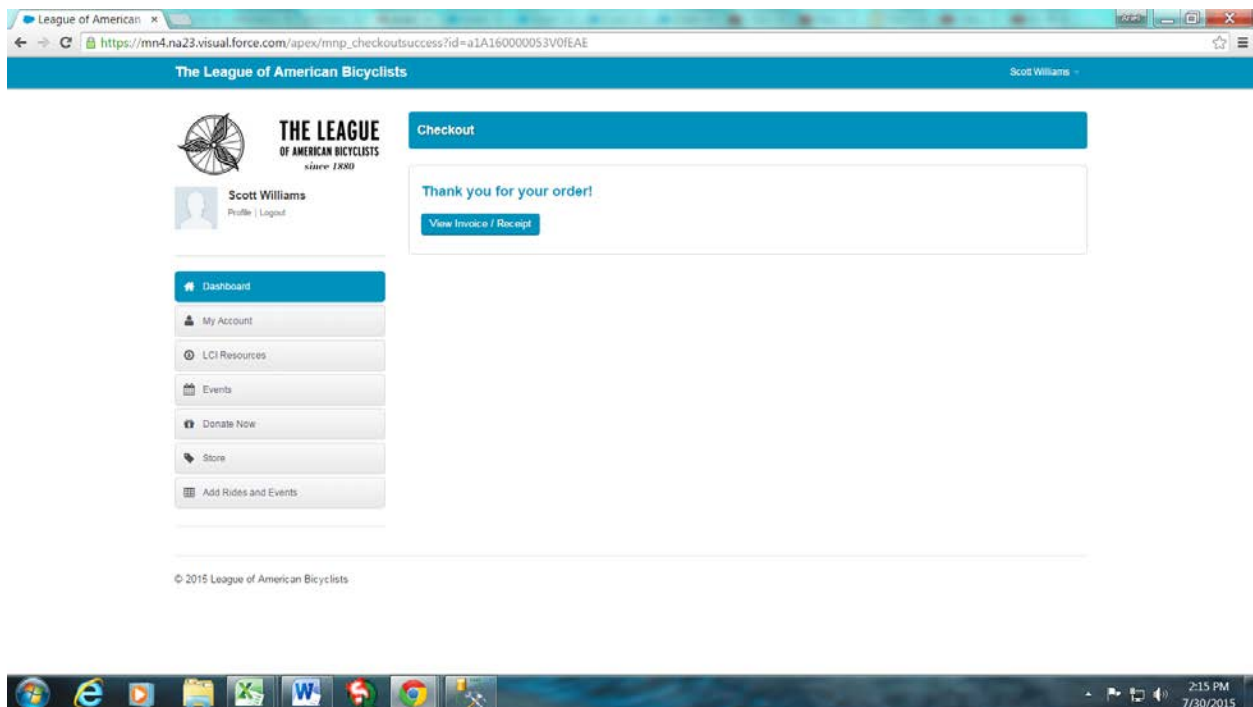 League of American
https://mn4.na23.visual.force.com/apex/mnp_checkoutsuccess?id=a1A160000053V0fEAE
The League of American Bicyclists
Scott Williams
THE LEAGUE
OF AMERICAN BICYCLISTS
since 1880
Scott Williams
Profile | Logout
Checkout
Thank you for your order!
View Invoice / Receipt
Dashboard
My Account
LCI Resources
Events
Donate Now
Store
Add Rides and Events
© 2015 League of American Bicyclists
2:15 PM
7/30/2015